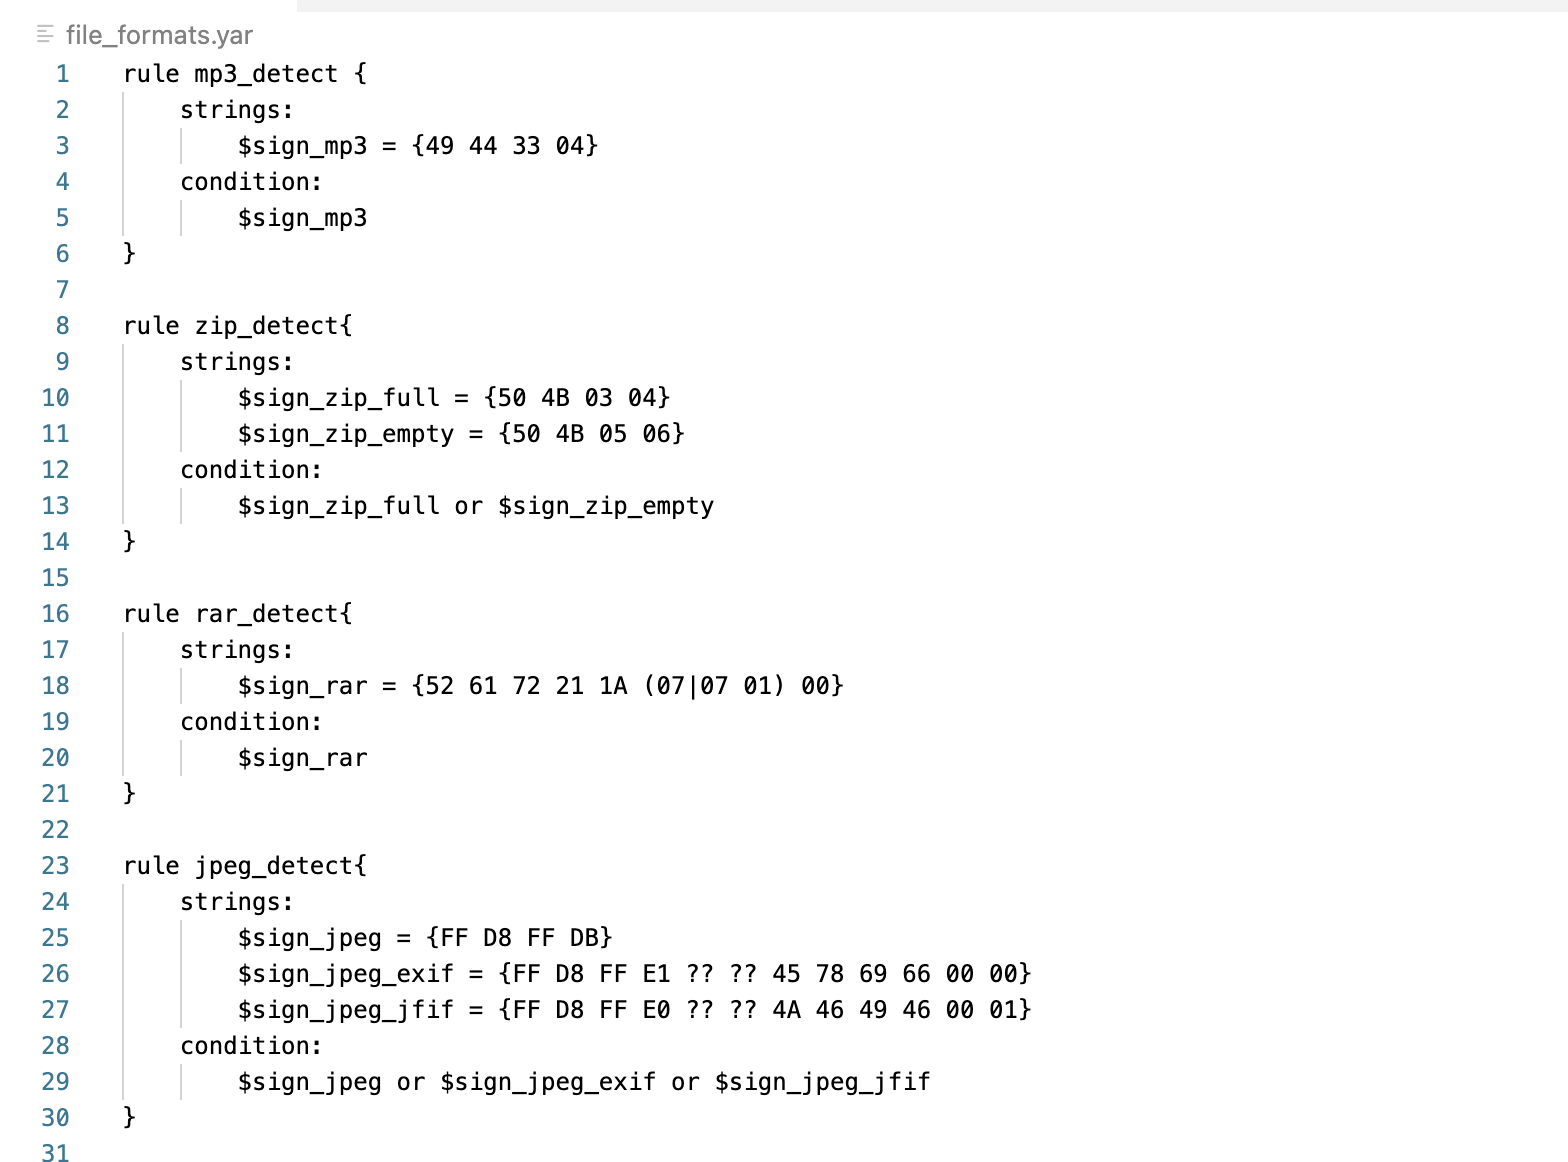 file_formats.yar
1 rule mp3_detect {
2 strings:
3 $sign_mp3 = {49 44 33 04}
4 condition:
5 $sign_mp3
6 }
7
8 rule zip_detect{
9 strings:
10 $sign_zip_full = {50 4B 03 04}
11 $sign_zip_empty = {50 4B 05 06}
12 condition:
13 $sign_zip_full or $sign_zip_empty
14 }
15
16 rule rar_detect{
17 strings:
18 $sign_rar = {52 61 72 21 1A (07|07 01) 00}
19 condition:
20 $sign_rar
21 }
22
23 rule jpeg_detect{
24 strings:
25 $sign_jpeg = {FF D8 FF DB}
26 $sign_jpeg_exif = {FF D8 FF E1 ?? ?? 45 78 69 66 00 00}
27 $sign_jpeg_jfif = {FF D8 FF E0 ?? ?? 4A 46 49 46 00 01}
28 condition:
29 $sign_jpeg or $sign_jpeg_exif or $sign_jpeg_jfif
30 }
31